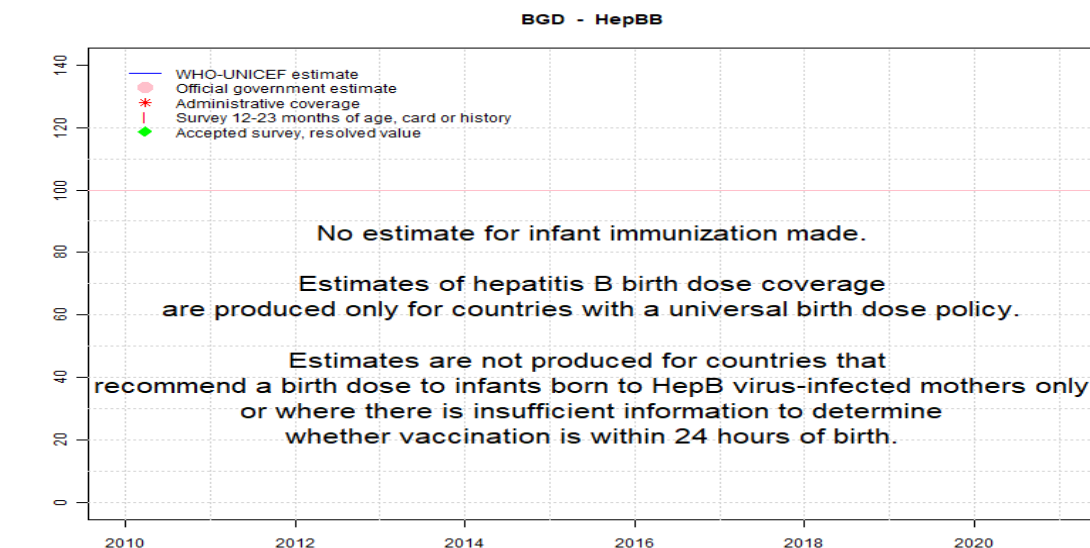 BGD - HepBB
WHO-UNICEF estimate
Official government estimate
Administrative coverage
Survey 12-23 months of age, card or history
Accepted survey, resolved value
140
120
100
80
60
40
20
0
No estimate for infant immunization made.
Estimates of hepatitis B birth dose coverage
are produced only for countries with a universal birth dose policy.
Estimates are not produced for countries that
recommend a birth dose to infants born to HepB virus-infected mothers only
or where there is insufficient information to determine
whether vaccination is within 24 hours of birth.
2010 2012 2014 2016 2018 2020